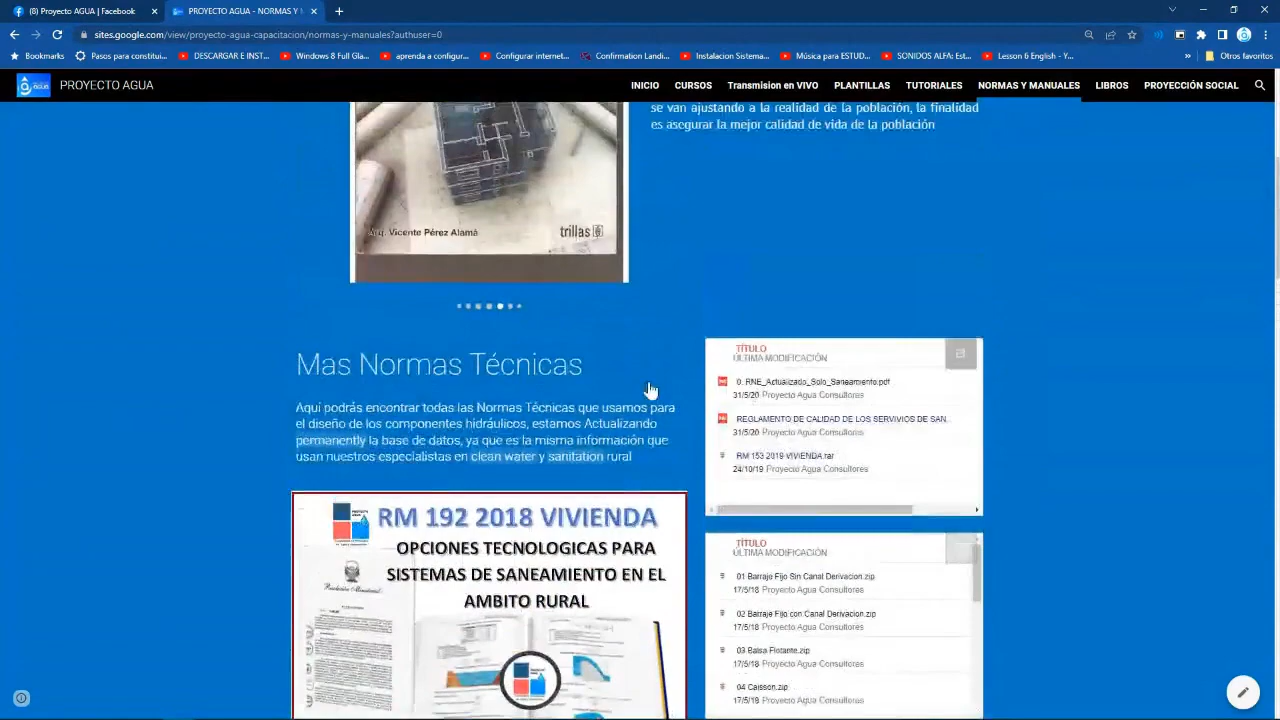 (8) Proyecto AGUA | Facebook
PROYECTO AGUA - NORMAS Y M
sites.google.com/view/proyecto-agua-capacitacion/normas-y-manuales?authuser=0
Bookmarks
Pasos para constitui...
DESCARGAR E INST...
Windows 8 Full Gla...
aprenda a configur...
Configurar internet...
Confirmation Landi...
Instalacion Sistema...
Música para ESTUD...
SONIDOS ALFA: Est...
Lesson 6 English - Y...
»
Otros favoritos
PROYECTO AGUA
INICIO
CURSOS
Transmision en VIVO
PLANTILLAS
TUTORIALES
NORMAS Y MANUALES
LIBROS
PROYECCIÓN SOCIAL
se van ajustando a la realidad de la población, la finalidad
es asegurar la mejor calidad de vida de la población
Arq. Vicente Pérez Alamá
trillas
Mas Normas Técnicas
Aquí podrás encontrar todas las Normas Técnicas que usamos para
el diseño de los componentes hidráulicos, estamos Actualizando
permanently la base de datos, ya que es la misma información que
usan nuestros especialistas en clean water y sanitation rural
TÍTULO
ÚLTIMA MODIFICACIÓN
0. RNE_Actualizado_Solo_Saneamiento.pdf
31/5/20 Proyecto Agua Consultores
REGLAMENTO DE CALIDAD DE LOS SERVIVIOS DE SAN...
31/5/20 Proyecto Agua Consultores
RM 153 2019 VIVIENDA.rar
24/10/19 Proyecto Agua Consultores
RM 192 2018 VIVIENDA
OPCIONES TECNOLOGICAS PARA
SISTEMAS DE SANEAMIENTO EN EL
AMBITO RURAL
TÍTULO
ÚLTIMA MODIFICACIÓN
01 Barraje Fijo Sin Canal Derivacion.zip
17/5/18 Proyecto Agua Consultores
02 Barraje Fijo con Canal Derivacion.zip
17/5/18 Proyecto Agua Consultores
03 Balsa Flotante.zip
17/5/18 Proyecto Agua Consultores
04 Caisson.zip
17/5/19 Proyecto Agua Consultores